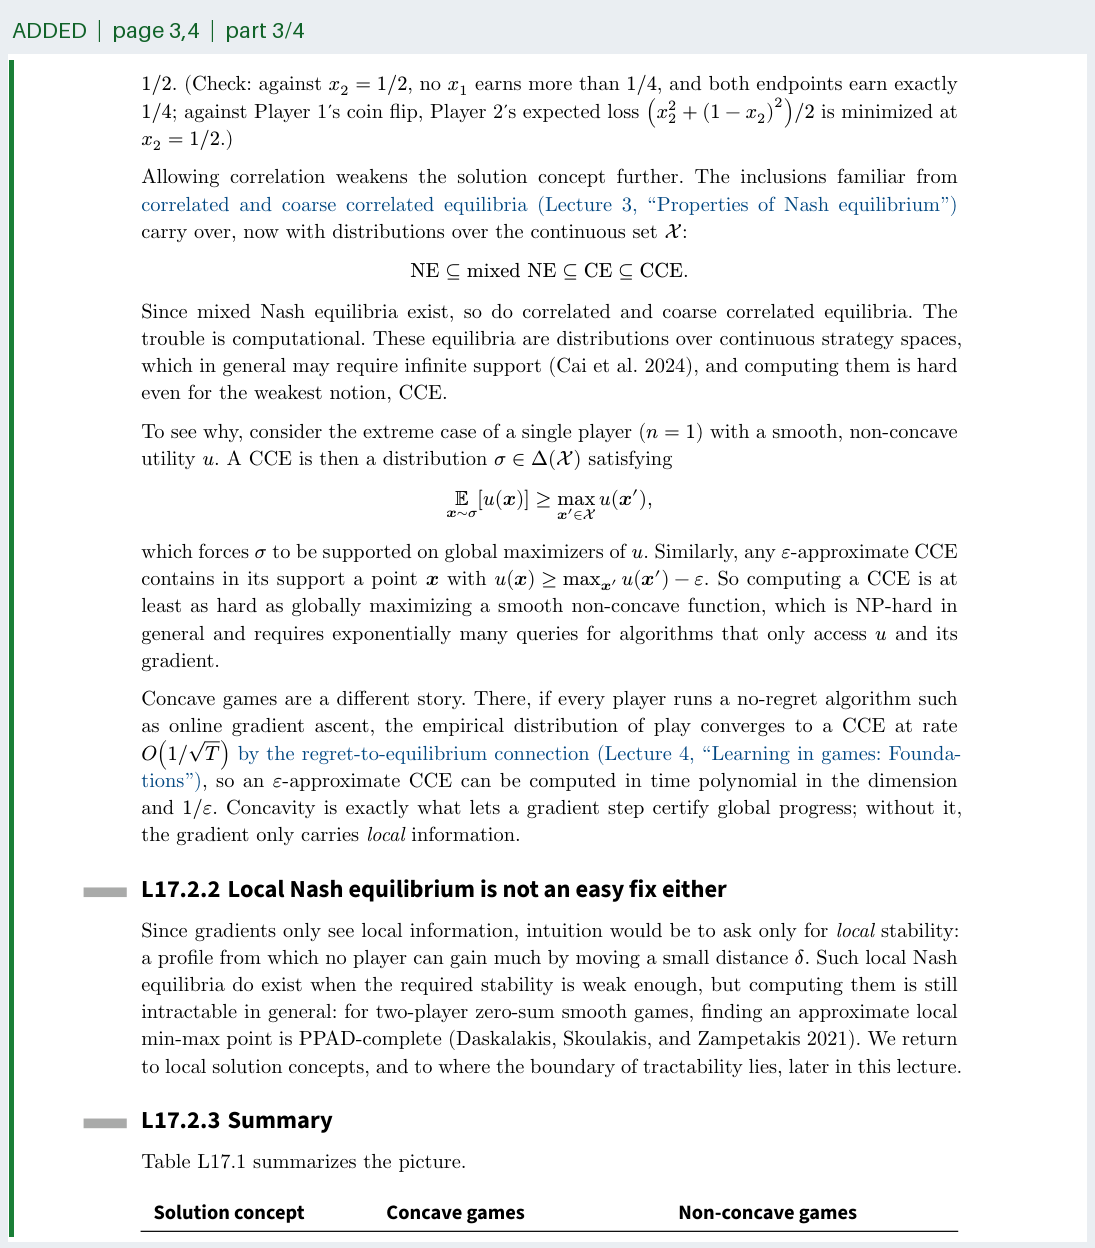 ADDED | page 3,4 | part 3/4
1/2. (Check: against x₂ = 1/2, no x₁ earns more than 1/4, and both endpoints earn exactly
1/4; against Player 1's coin flip, Player 2's expected loss (x₂² + (1 − x₂)²)/2 is minimized at
x₂ = 1/2.)
Allowing correlation weakens the solution concept further. The inclusions familiar from
correlated and coarse correlated equilibria (Lecture 3, “Properties of Nash equilibrium”)
carry over, now with distributions over the continuous set 𝒳:
NE ⊆ mixed NE ⊆ CE ⊆ CCE.
Since mixed Nash equilibria exist, so do correlated and coarse correlated equilibria. The
trouble is computational. These equilibria are distributions over continuous strategy spaces,
which in general may require infinite support (Cai et al. 2024), and computing them is hard
even for the weakest notion, CCE.
To see why, consider the extreme case of a single player (n = 1) with a smooth, non-concave
utility u. A CCE is then a distribution σ ∈ Δ(𝒳) satisfying
𝔼[u(x)] ≥ max u(x′),
x∼σ x′∈𝒳
which forces σ to be supported on global maximizers of u. Similarly, any ε-approximate CCE
contains in its support a point x with u(x) ≥ maxₓ′ u(x′) − ε. So computing a CCE is at
least as hard as globally maximizing a smooth non-concave function, which is NP-hard in
general and requires exponentially many queries for algorithms that only access u and its
gradient.
Concave games are a different story. There, if every player runs a no-regret algorithm such
as online gradient ascent, the empirical distribution of play converges to a CCE at rate
O(1/√T) by the regret-to-equilibrium connection (Lecture 4, “Learning in games: Founda-
tions”), so an ε-approximate CCE can be computed in time polynomial in the dimension
and 1/ε. Concavity is exactly what lets a gradient step certify global progress; without it,
the gradient only carries local information.
L17.2.2 Local Nash equilibrium is not an easy fix either
Since gradients only see local information, intuition would be to ask only for local stability:
a profile from which no player can gain much by moving a small distance δ. Such local Nash
equilibria do exist when the required stability is weak enough, but computing them is still
intractable in general: for two-player zero-sum smooth games, finding an approximate local
min-max point is PPAD-complete (Daskalakis, Skoulakis, and Zampetakis 2021). We return
to local solution concepts, and to where the boundary of tractability lies, later in this lecture.
L17.2.3 Summary
Table L17.1 summarizes the picture.
Solution concept Concave games Non-concave games